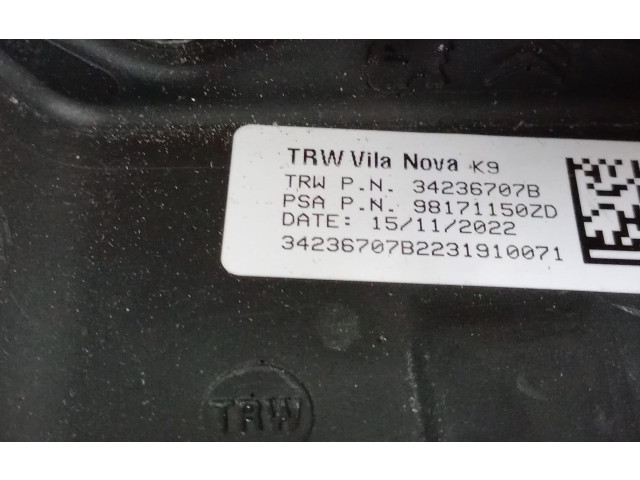 TRW Vila Nova K9
TRW P.N. 34236707B
PSA P.N. 98171150ZD
DATE: 15/11/2022
34236707B2231910071
TRW